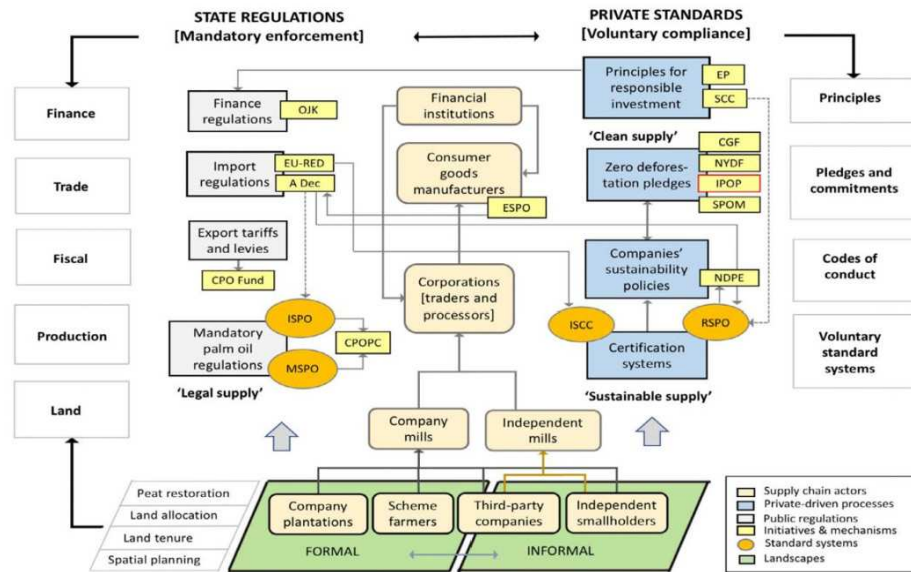 STATE REGULATIONS
[Mandatory enforcement]
PRIVATE STANDARDS
[Voluntary compliance]
Finance
Trade
Fiscal
Production
Land
Finance
regulations
OJK
Import
regulations
EU-RED
A Dec
Export tariffs
and levies
CPO Fund
ISPO
Mandatory
palm oil
regulations
MSPO
CPOPC
'Legal supply'
Financial
institutions
Consumer
goods
manufacturers
ESPO
Corporations
[traders and
processors]
Company
mills
Independent
mills
Principles for
responsible
investment
EP
SCC
'Clean supply'
Zero defores-
tation pledges
CGF
NYDF
IPOP
SPOM
Companies'
sustainability
policies
NDPE
ISCC
RSPO
Certification
systems
'Sustainable supply'
Principles
Pledges and
commitments
Codes of
conduct
Voluntary
standard
systems
Peat restoration
Land allocation
Land tenure
Spatial planning
Company
plantations
Scheme
farmers
Third-party
companies
Independent
smallholders
FORMAL
INFORMAL
Supply chain actors
Private-driven processes
Public regulations
Initiatives & mechanisms
Standard systems
Landscapes